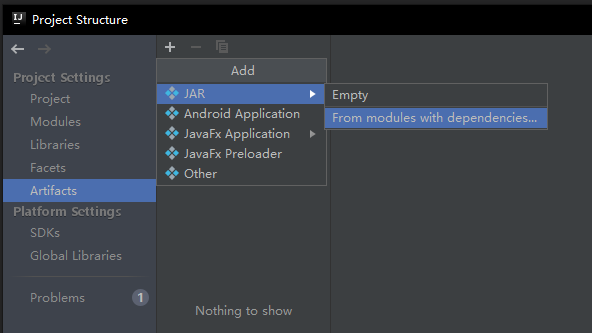 IJ Project Structure
Project Settings
Project
Modules
Libraries
Facets
Artifacts
Platform Settings
SDKs
Global Libraries
Problems 1
Add
JAR
Android Application
JavaFx Application
JavaFx Preloader
Other
Empty
From modules with dependencies...
Nothing to show